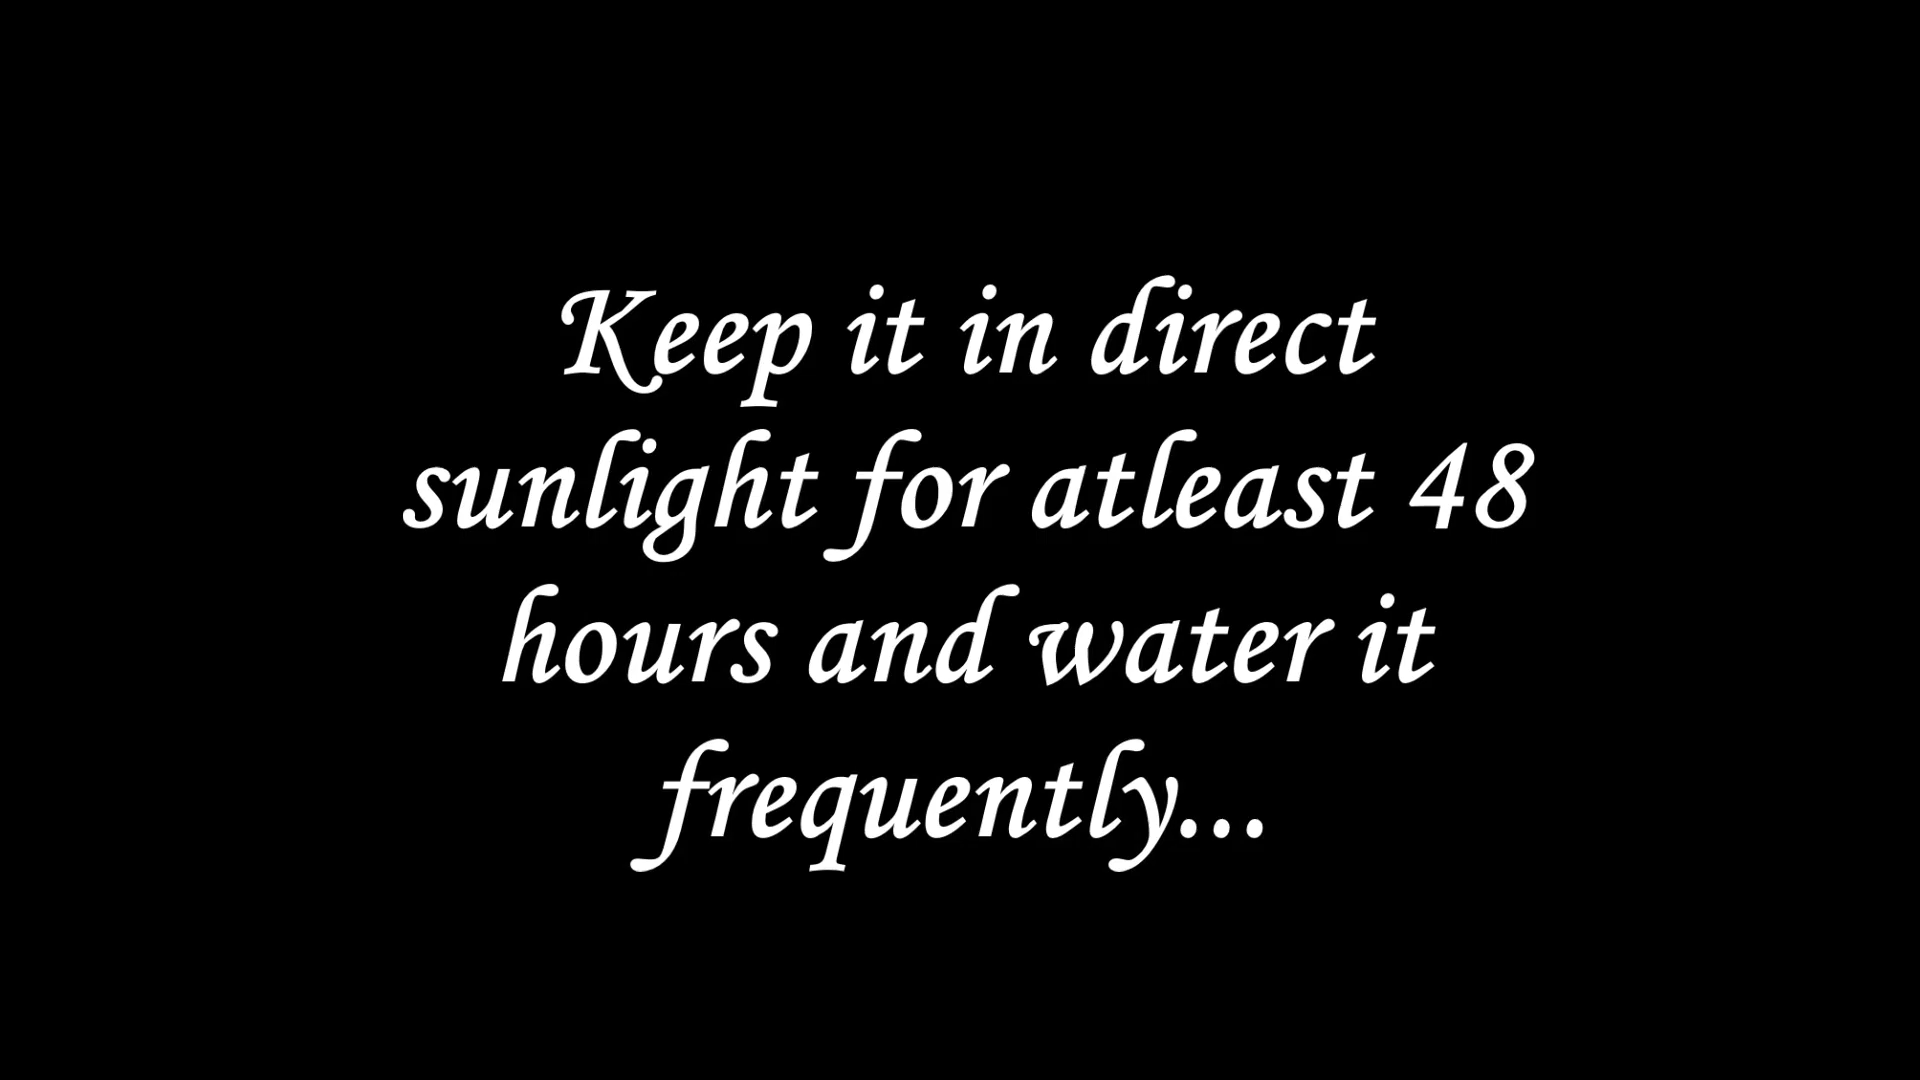 Keep it in direct
sunlight for atleast 48
hours and water it
frequently...